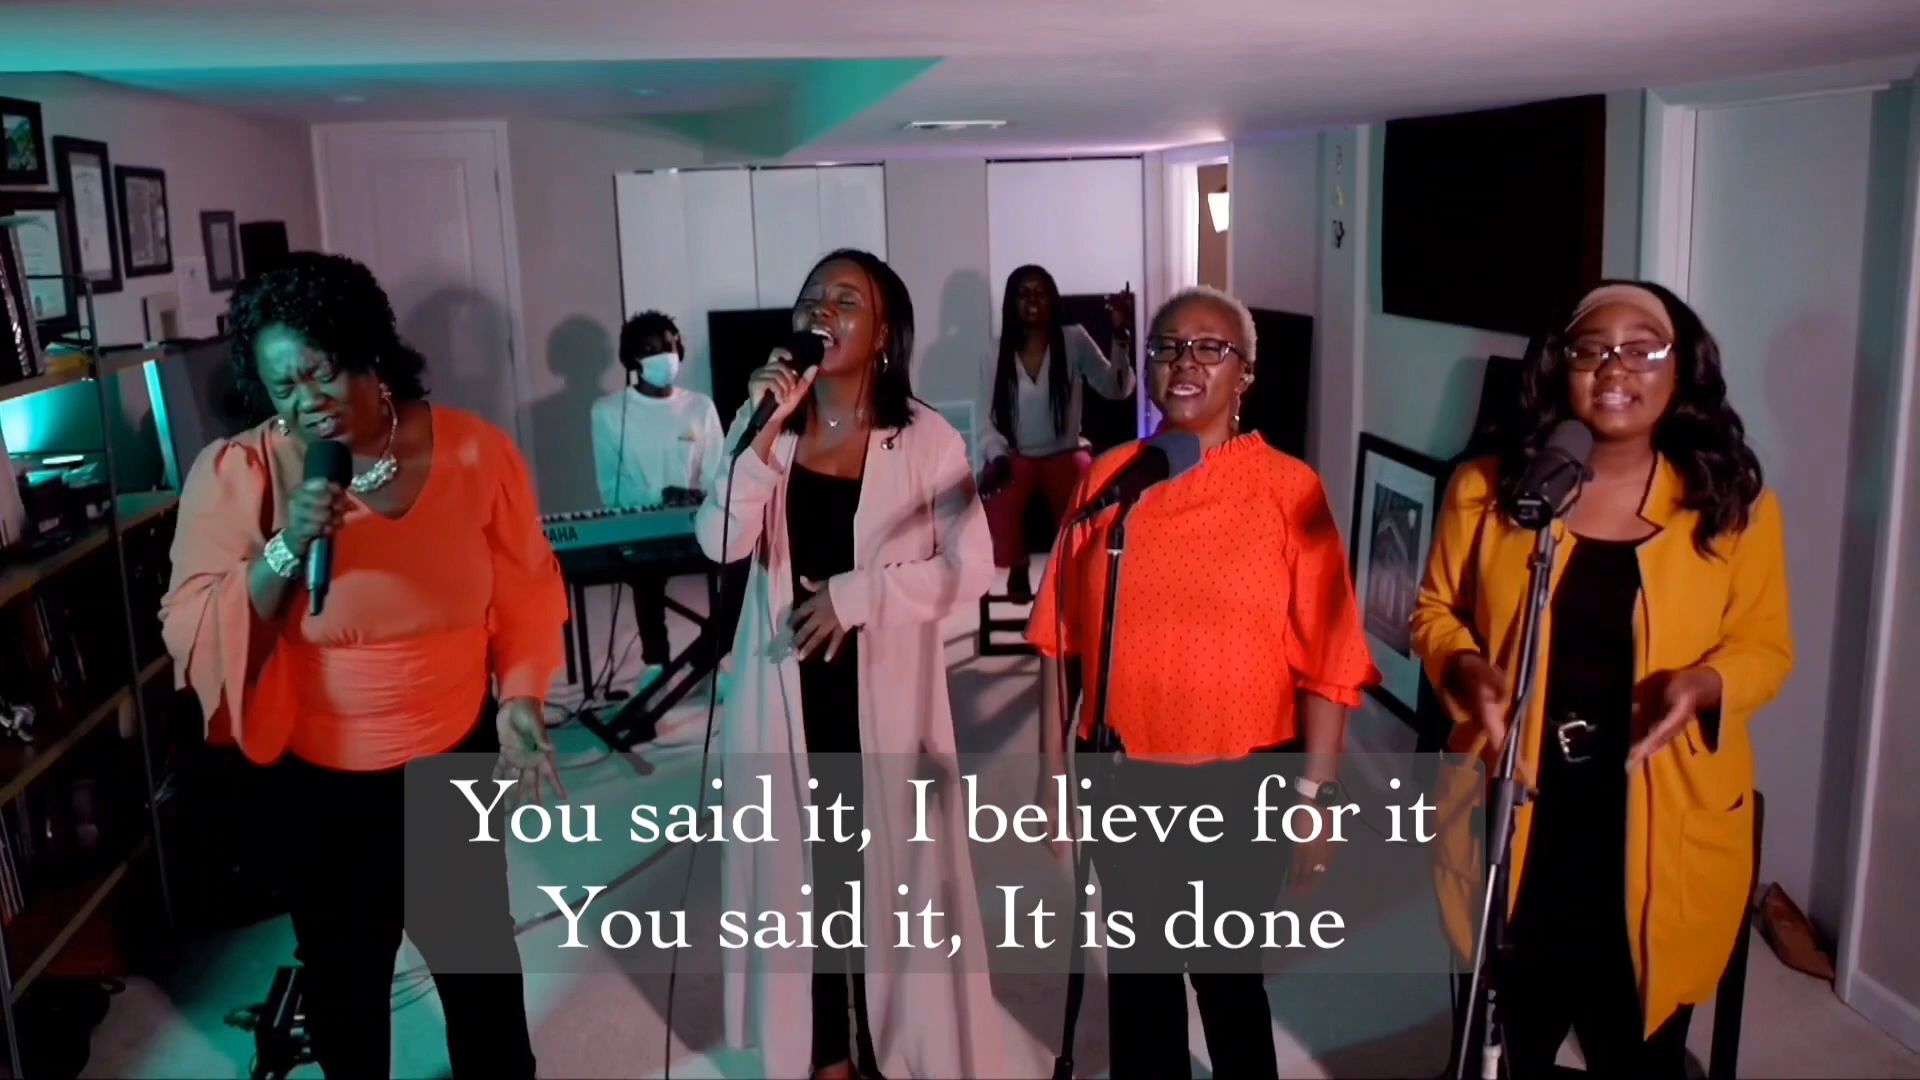 You said it, I believe for it
You said it, It is done